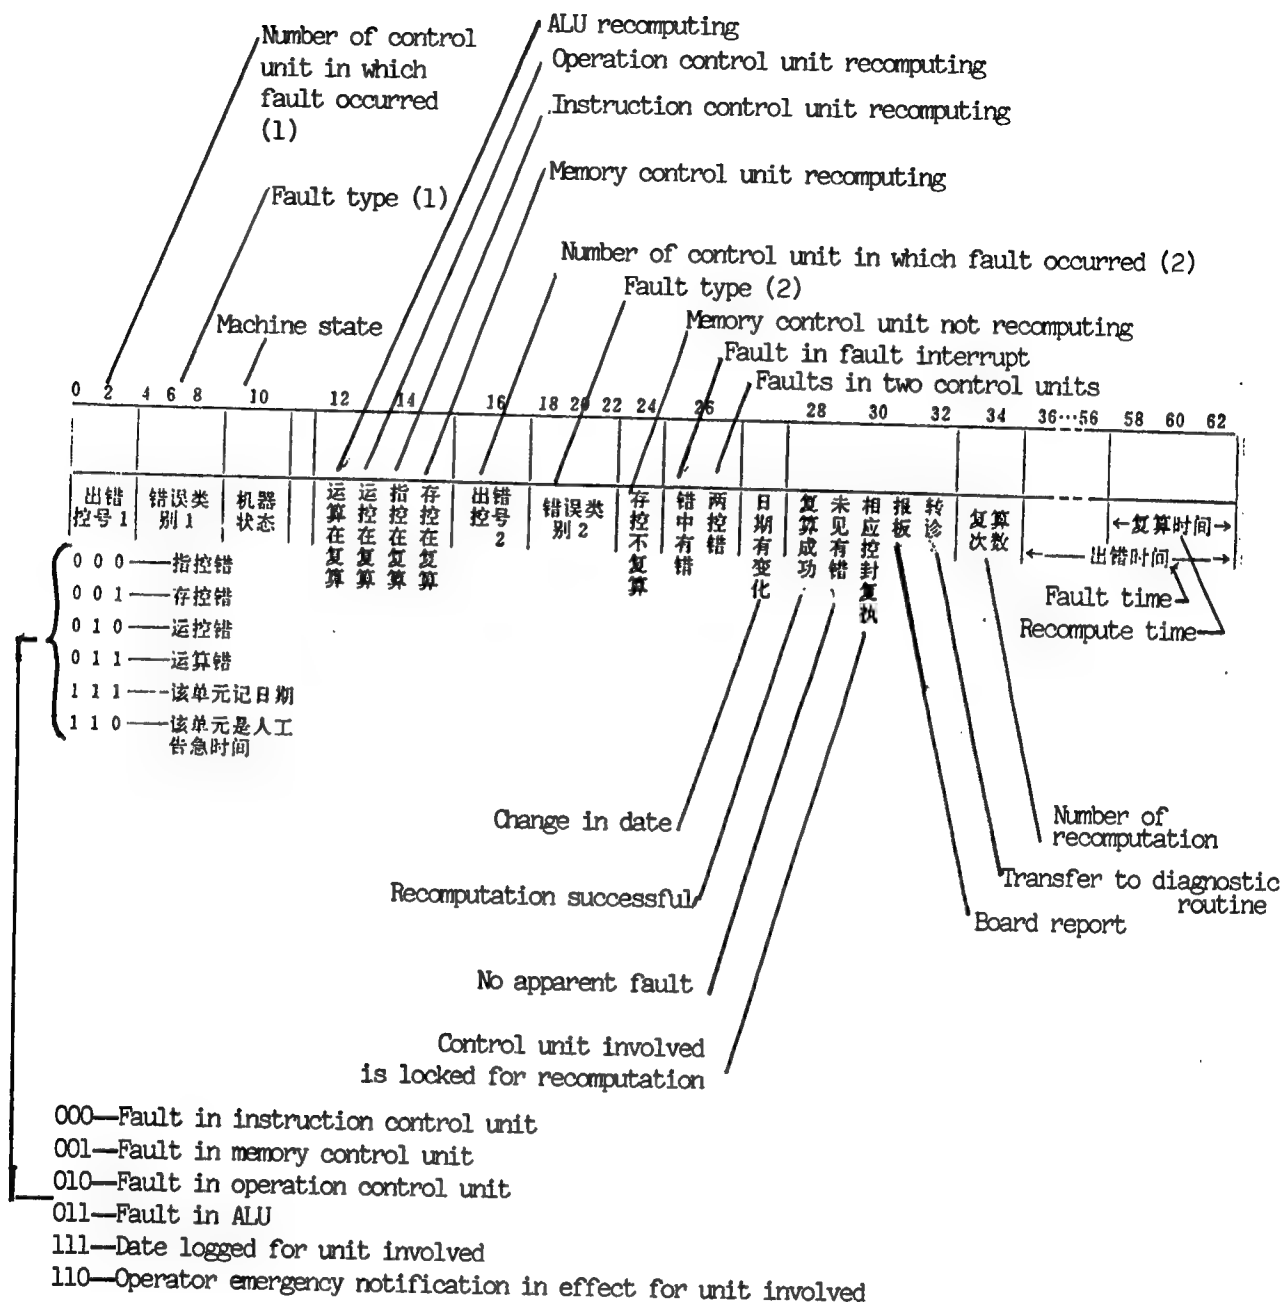 Number of control
unit in which
fault occurred
(1)
ALU recomputing
Operation control unit recomputing
Instruction control unit recomputing
Memory control unit recomputing
Fault type (1)
Number of control unit in which fault occurred (2)
Fault type (2)
Machine state
Memory control unit not recomputing
Fault in fault interrupt
Faults in two control units
0 2 4 6 8 10 12 14 16 18 20 22 24 26 28 30 32 34 36…56 58 60 62
出错
控号1
错误类
别1
机器
状态
运算在复算
运控在复算
指控在复算
存控在复算
出错
控号
2
错误类
别2
存控不复算
错中有错
两控错
日期有变化
复算成功
未见有错
相应控封复执
报板
转诊
复算
次数
←复算时间→
←出错时间→
0 0 0——指控错
0 0 1——存控错
0 1 0——运控错
0 1 1——运算错
1 1 1——该单元记日期
1 1 0——该单元是人工
告急时间
Fault time
Recompute time
Change in date
Number of
recomputation
Recomputation successful
Transfer to diagnostic
routine
Board report
No apparent fault
Control unit involved
is locked for recomputation
000—Fault in instruction control unit
001—Fault in memory control unit
010—Fault in operation control unit
011—Fault in ALU
111—Date logged for unit involved
110—Operator emergency notification in effect for unit involved